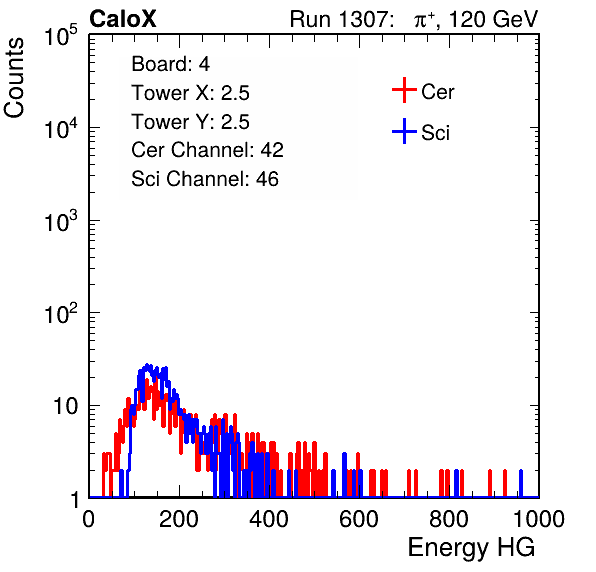 CaloX Run 1307: π⁺, 120 GeV
Counts
10⁵
10⁴
10³
10²
10
1
Board: 4
Tower X: 2.5
Tower Y: 2.5
Cer Channel: 42
Sci Channel: 46
Cer
Sci
0 200 400 600 800 1000
Energy HG